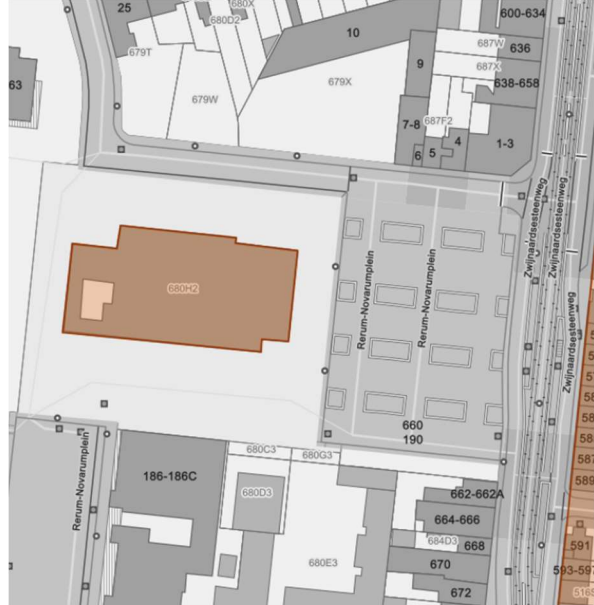 25
680X
680D2
600-634
10
687W
636
679T
9
687X
63
679W
679X
638-658
7-8
687F2
4
1-3
6
5
Zwijnaardsesteenweg
Zwijnaardsesteenweg
Rerum-Novarumplein
Rerum-Novarumplein
680H2
Zwijnaardsesteenweg
660
190
Rerum-Novarumplein
680C3
680G3
587
186-186C
589
680D3
662-662A
664-666
684D3
668
591
680E3
670
593-597
672